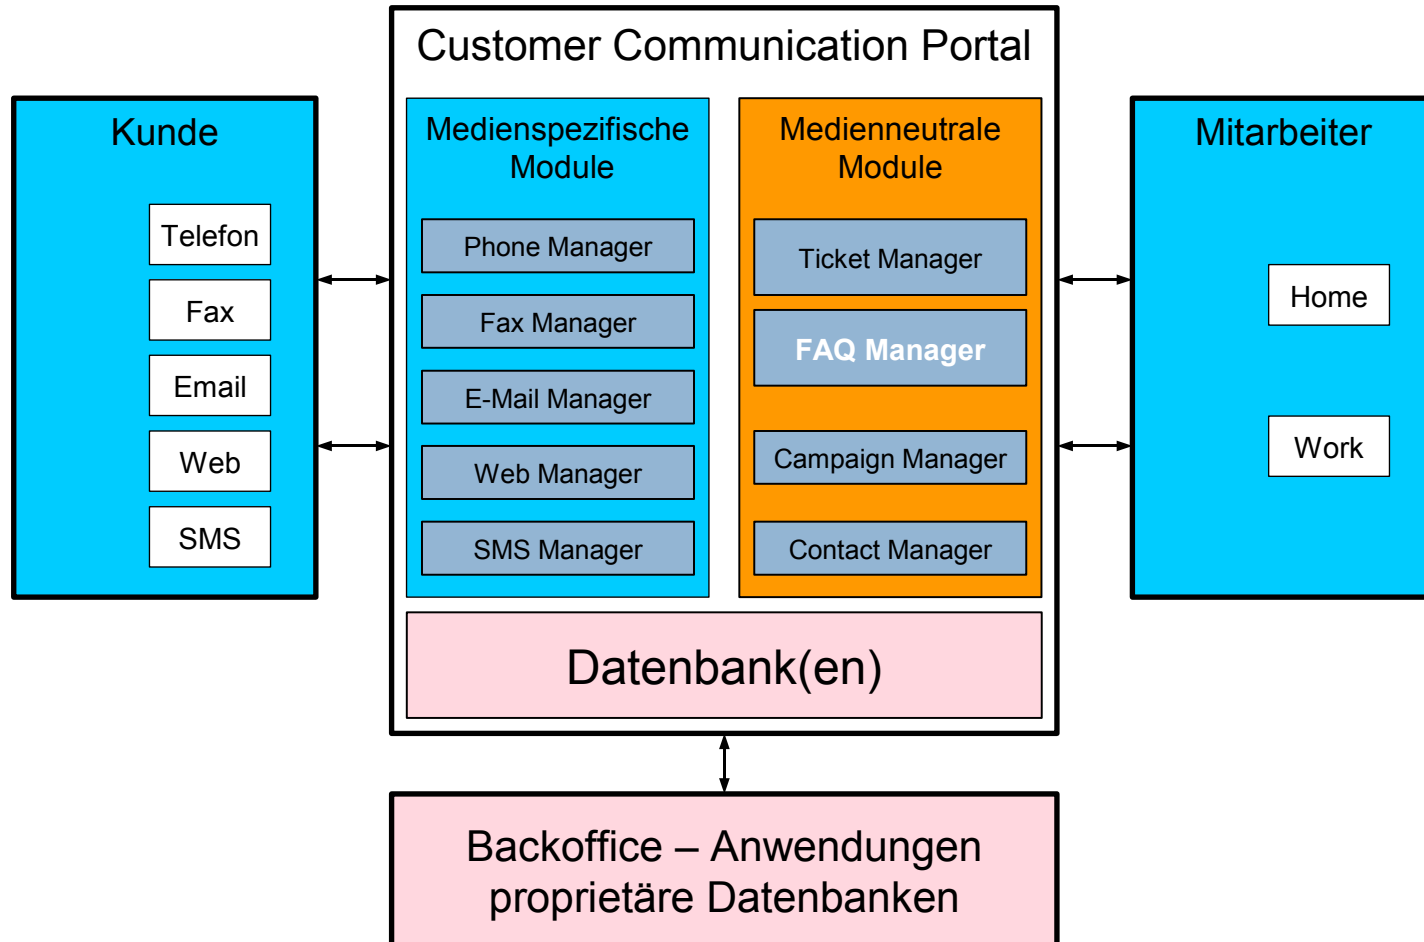 Customer Communication Portal
Kunde
Telefon
Fax
Email
Web
SMS
Medienspezifische
Module
Phone Manager
Fax Manager
E-Mail Manager
Web Manager
SMS Manager
Medienneutrale
Module
Ticket Manager
FAQ Manager
Campaign Manager
Contact Manager
Mitarbeiter
Home
Work
Datenbank(en)
Backoffice – Anwendungen
proprietäre Datenbanken